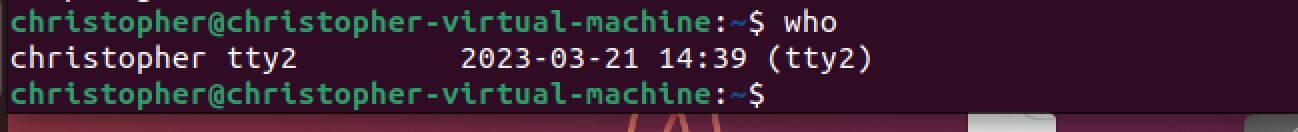 christopher@christopher-virtual-machine:~$ who
christopher tty2         2023-03-21 14:39 (tty2)
christopher@christopher-virtual-machine:~$